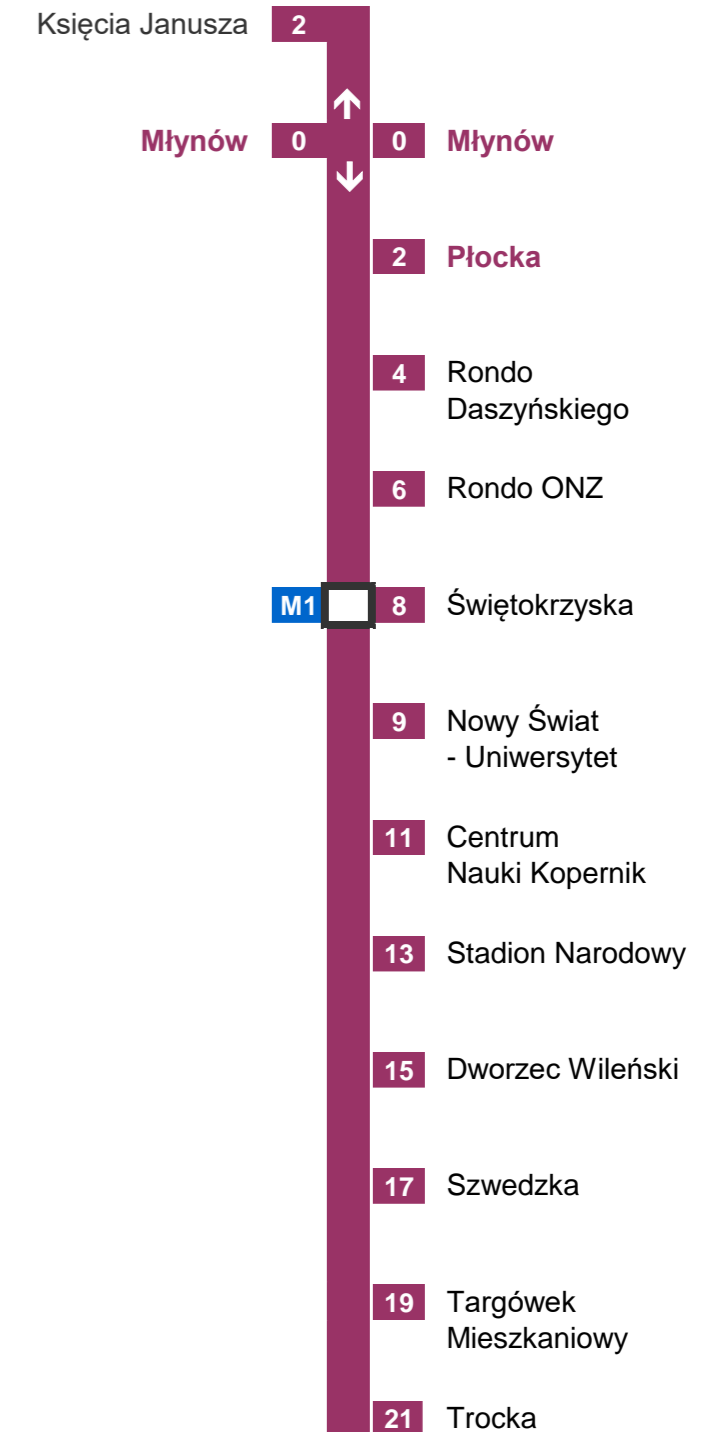 Księcia Janusza 2
Młynów 0 0 Młynów
2 Płocka
4 Rondo
Daszyńskiego
6 Rondo ONZ
M1 8 Świętokrzyska
9 Nowy Świat
- Uniwersytet
11 Centrum
Nauki Kopernik
13 Stadion Narodowy
15 Dworzec Wileński
17 Szwedzka
19 Targówek
Mieszkaniowy
21 Trocka